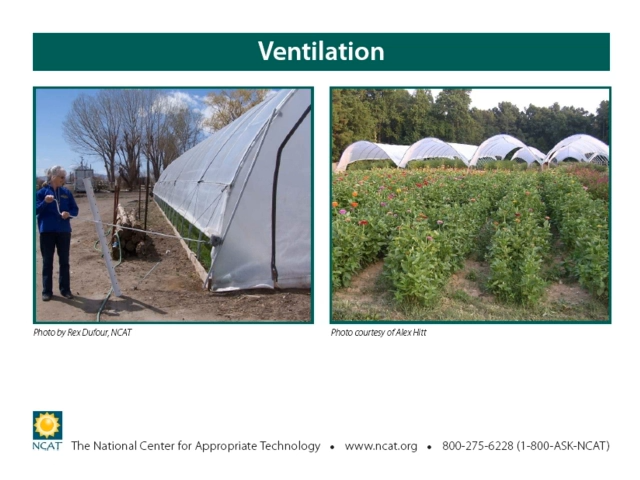 Ventilation
Photo by Rex Dufour, NCAT
Photo courtesy of Alex Hitt
NCAT
The National Center for Appropriate Technology • www.ncat.org • 800-275-6228 (1-800-ASK-NCAT)